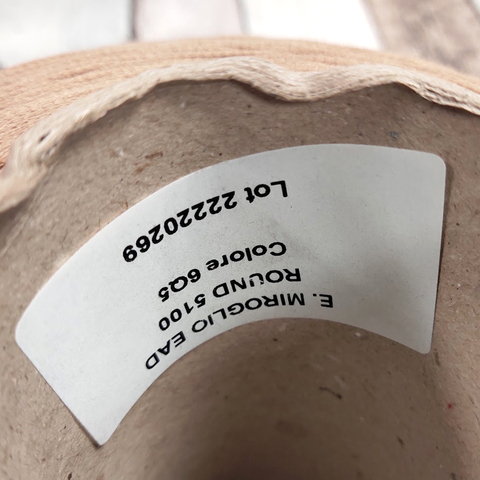 E. MIROGLIO EAD
ROUND 5100
Colore 6Q5
Lot 22220269